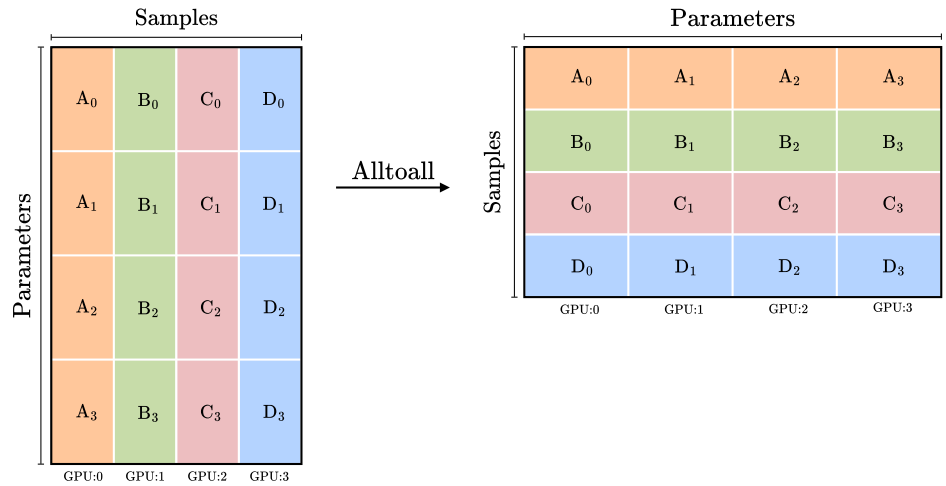 Samples
Parameters
A₀ B₀ C₀ D₀
A₁ B₁ C₁ D₁
A₂ B₂ C₂ D₂
A₃ B₃ C₃ D₃
GPU:0 GPU:1 GPU:2 GPU:3
Alltoall
Parameters
Samples
A₀ A₁ A₂ A₃
B₀ B₁ B₂ B₃
C₀ C₁ C₂ C₃
D₀ D₁ D₂ D₃
GPU:0 GPU:1 GPU:2 GPU:3